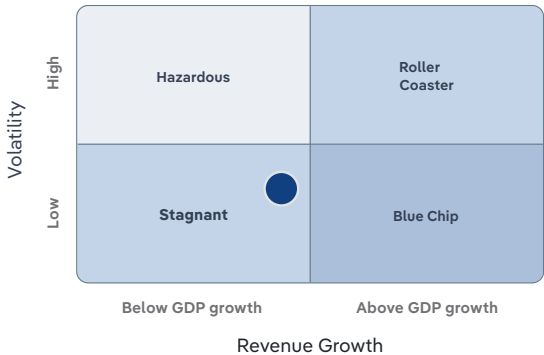 Volatility
High
Low
Hazardous
Roller
Coaster
Stagnant
Blue Chip
Below GDP growth
Above GDP growth
Revenue Growth